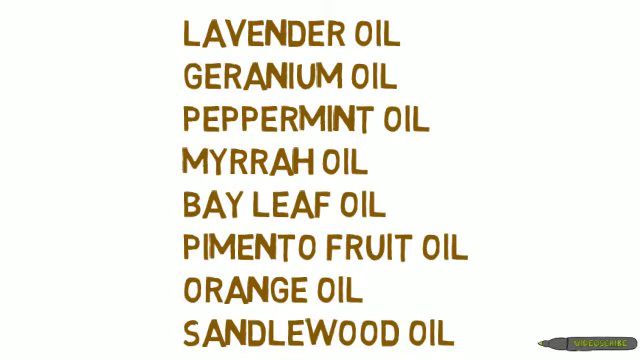 LAVENDER OIL
GERANIUM OIL
PEPPERMINT OIL
MYRRAH OIL
BAY LEAF OIL
PIMENTO FRUIT OIL
ORANGE OIL
SANDLEWOOD OIL
VIDEOSCRIBE